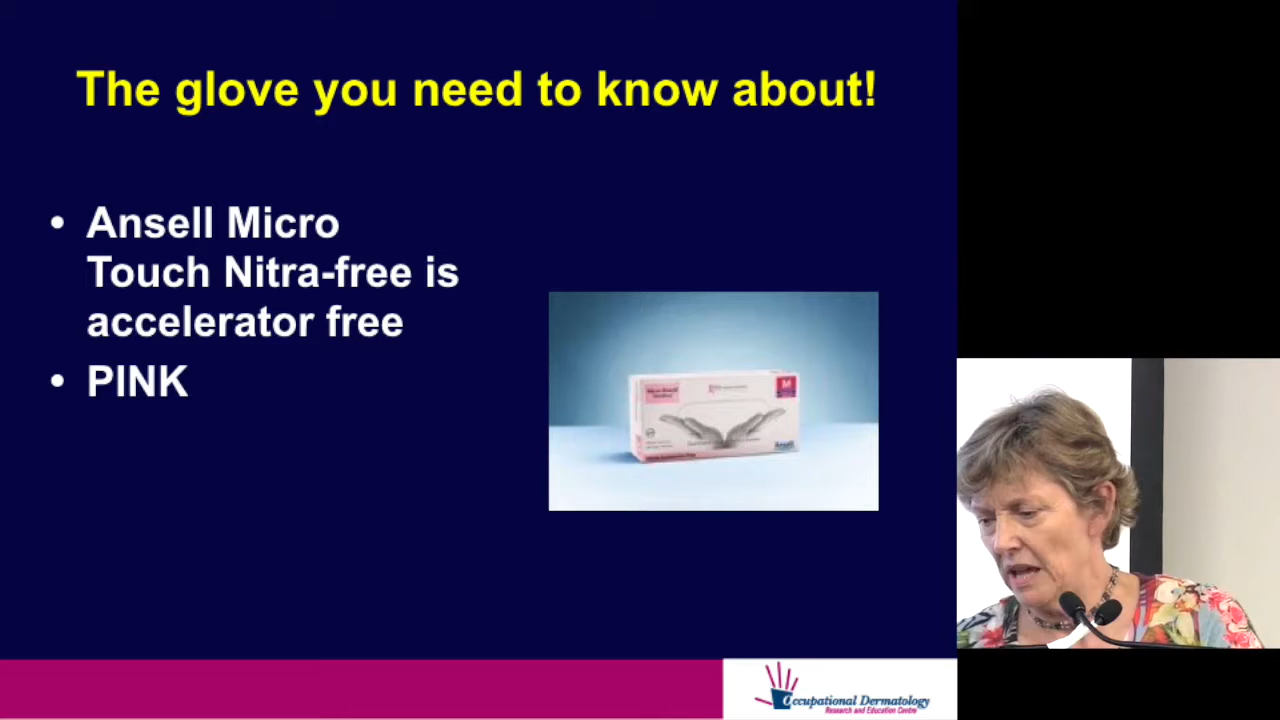 The glove you need to know about!
• Ansell Micro
Touch Nitra-free is
accelerator free
• PINK
M
Ansell
Occupational Dermatology
Research and Education Centre